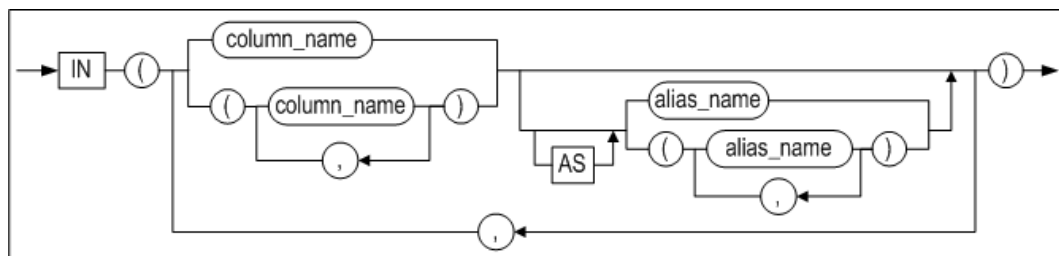 column_name
IN ( ( column_name ) alias_name )
, AS ( alias_name )
,
,